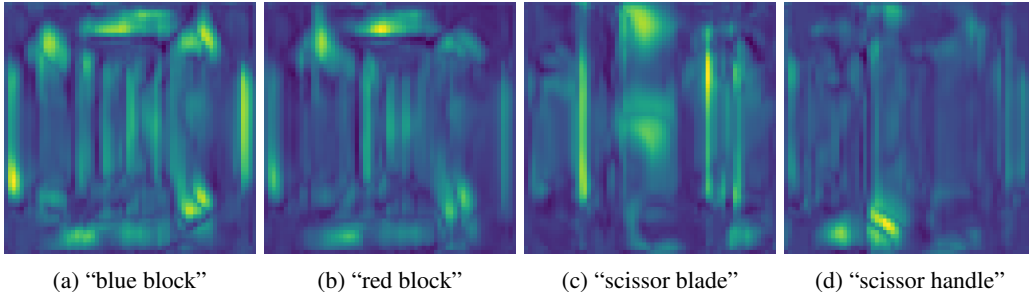 (a) “blue block”
(b) “red block”
(c) “scissor blade”
(d) “scissor handle”